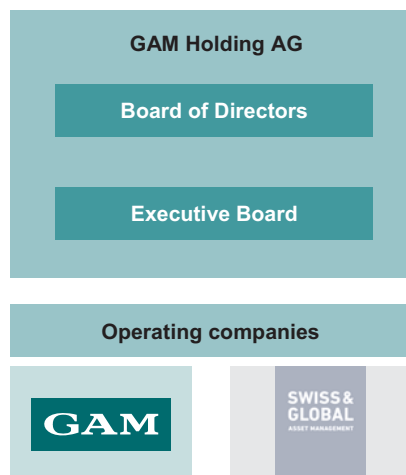 GAM Holding AG
Board of Directors
Executive Board
Operating companies
GAM
SWISS &
GLOBAL
ASSET MANAGEMENT